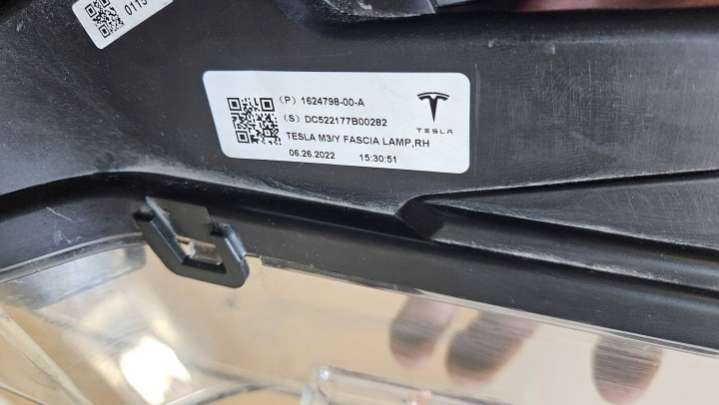 (P) 1624798-00-A
(S) DC522177B00282
TESLA
TESLA M3/Y FASCIA LAMP,RH
06.26.2022 15:30:51